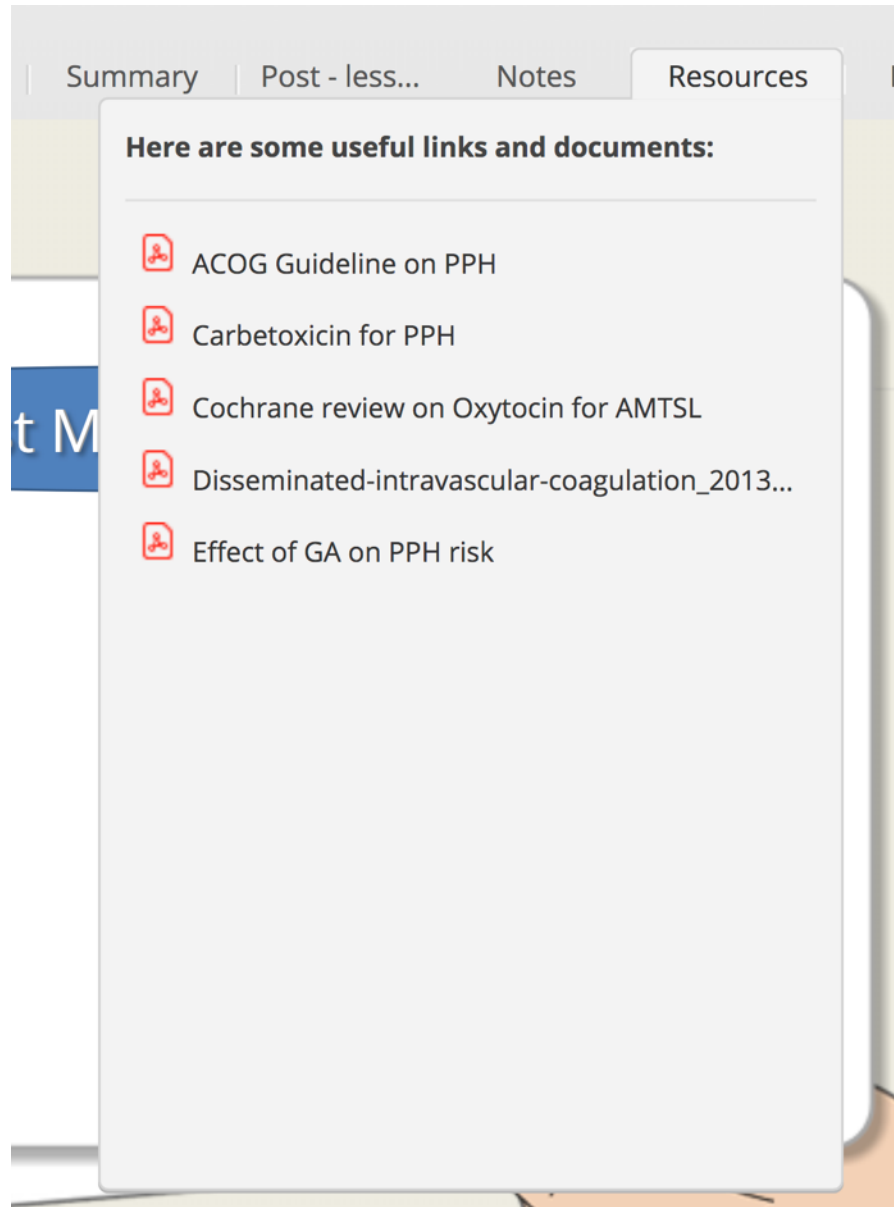 Summary Post - less... Notes Resources
Here are some useful links and documents:
ACOG Guideline on PPH
Carbetoxicin for PPH
Cochrane review on Oxytocin for AMTSL
t M
Disseminated-intravascular-coagulation_2013...
Effect of GA on PPH risk